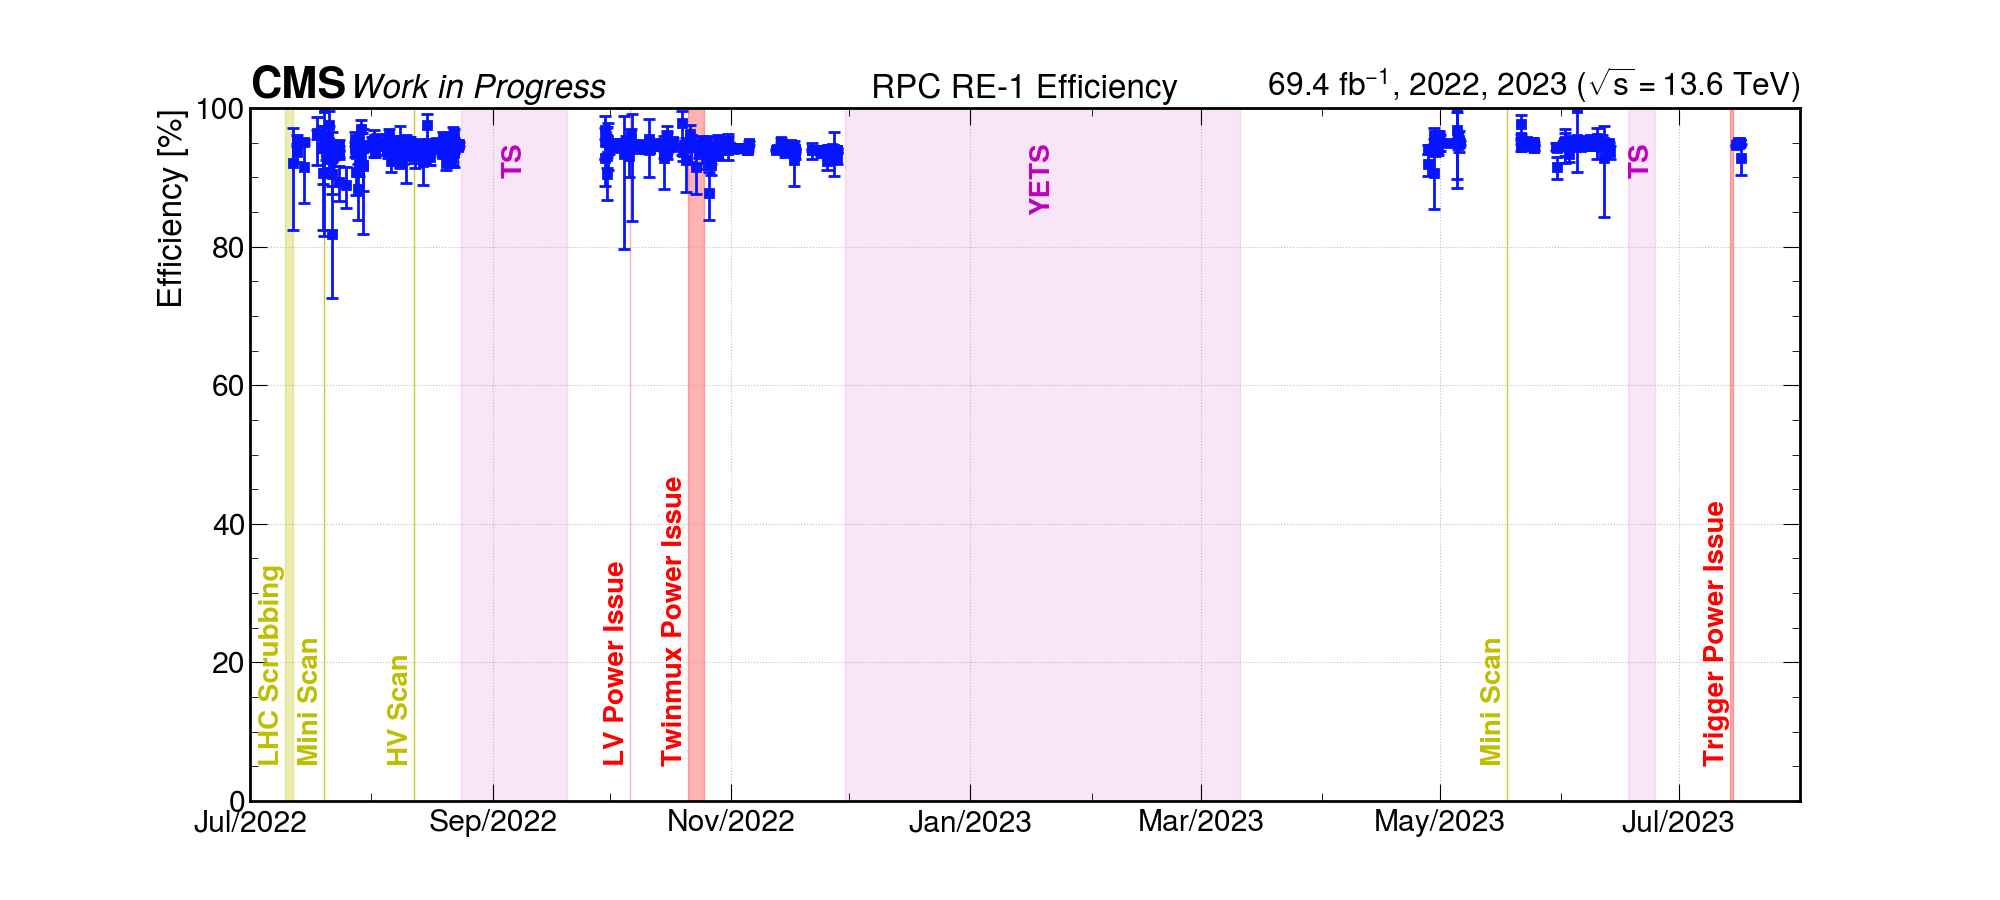 CMS Work in Progress RPC RE-1 Efficiency 69.4 fb⁻¹, 2022, 2023 (√s = 13.6 TeV)
Efficiency [%]
100
80
60
40
20
0
LHC Scrubbing
Mini Scan
HV Scan
TS
LV Power Issue
Twinmux Power Issue
YETS
Mini Scan
TS
Trigger Power Issue
Jul/2022 Sep/2022 Nov/2022 Jan/2023 Mar/2023 May/2023 Jul/2023